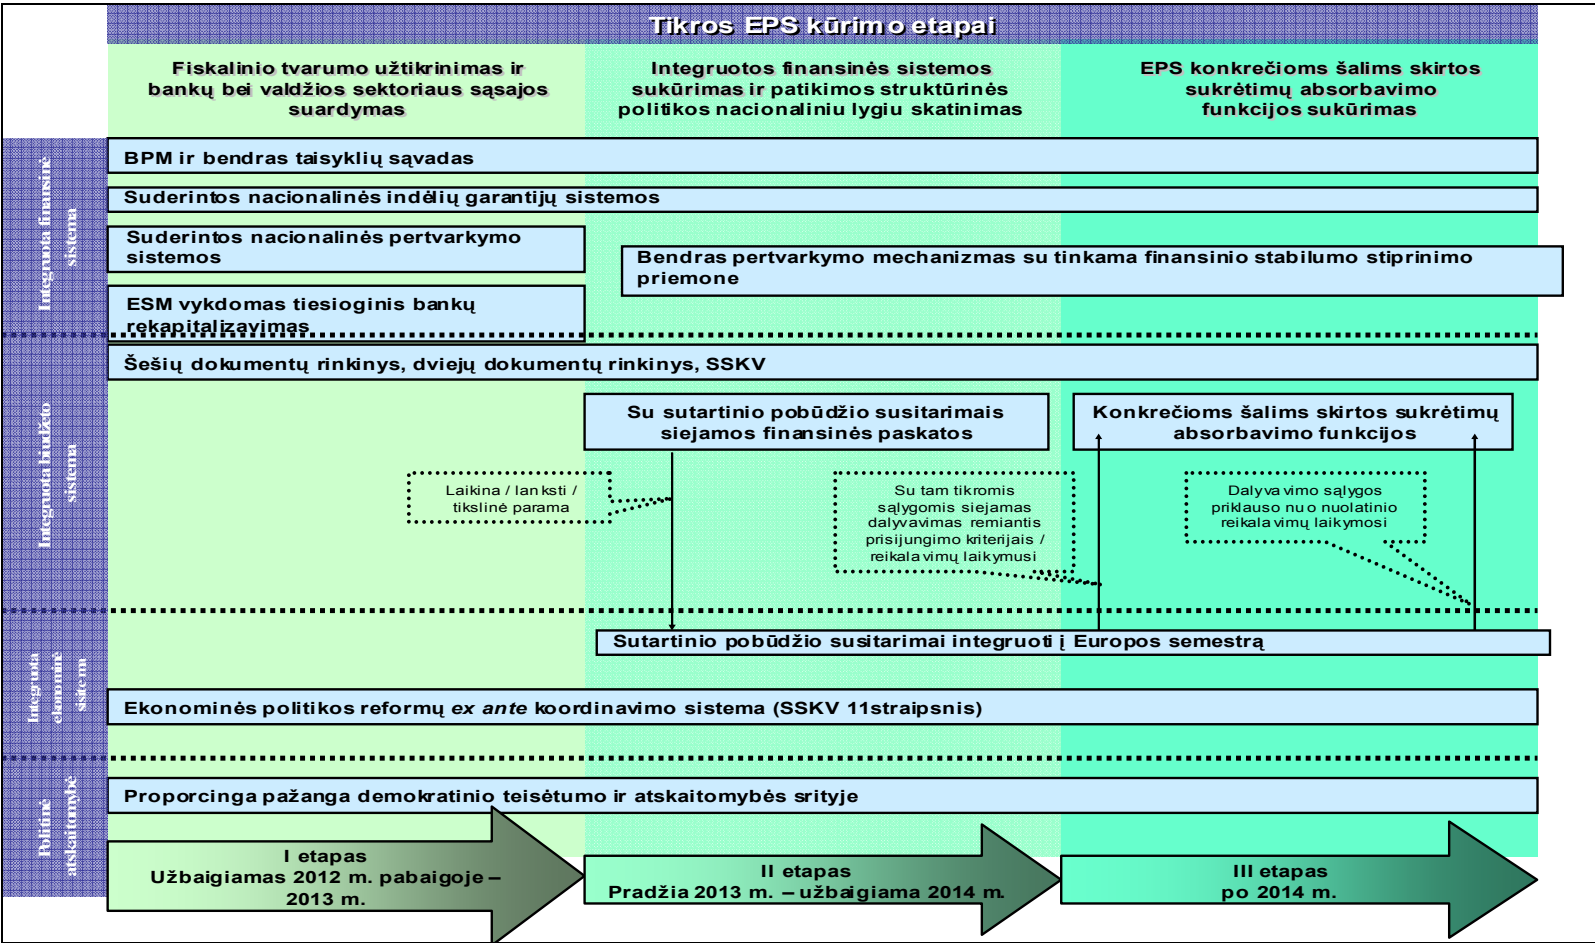 Tikros EPS kūrimo etapai
Fiskalinio tvarumo užtikrinimas ir
bankų bei valdžios sektoriaus sąsajos
suardymas
Integruotos finansinės sistemos
sukūrimas ir patikimos struktūrinės
politikos nacionaliniu lygiu skatinimas
EPS konkrečioms šalims skirtos
sukrėtimų absorbavimo
funkcijos sukūrimas
Integruota finansinė
sistema
BPM ir bendras taisyklių sąvadas
Suderintos nacionalinės indėlių garantijų sistemos
Suderintos nacionalinės pertvarkymo
sistemos
Bendras pertvarkymo mechanizmas su tinkama finansinio stabilumo stiprinimo
priemone
ESM vykdomas tiesioginis bankų
rekapitalizavimas
Integruota biudžeto
sistema
Šešių dokumentų rinkinys, dviejų dokumentų rinkinys, SSKV
Su sutartinio pobūdžio susitarimais
siejamos finansinės paskatos
Konkrečioms šalims skirtos sukrėtimų
absorbavimo funkcijos
Laikina / lanksti /
tikslinė parama
Su tam tikromis
sąlygomis siejamas
dalyvavimas remiantis
prisijungimo kriterijais /
reikalavimų laikymusi
Dalyvavimo sąlygos
priklauso nuo nuolatinio
reikalavimų laikymosi
Integruota
ekonominė
sistema
Sutartinio pobūdžio susitarimai integruoti į Europos semestrą
Ekonominės politikos reformų ex ante koordinavimo sistema (SSKV 11straipsnis)
Politinė
atskaitomybė
Proporcinga pažanga demokratinio teisėtumo ir atskaitomybės srityje
I etapas
Užbaigiamas 2012 m. pabaigoje –
2013 m.
II etapas
Pradžia 2013 m. – užbaigiama 2014 m.
III etapas
po 2014 m.